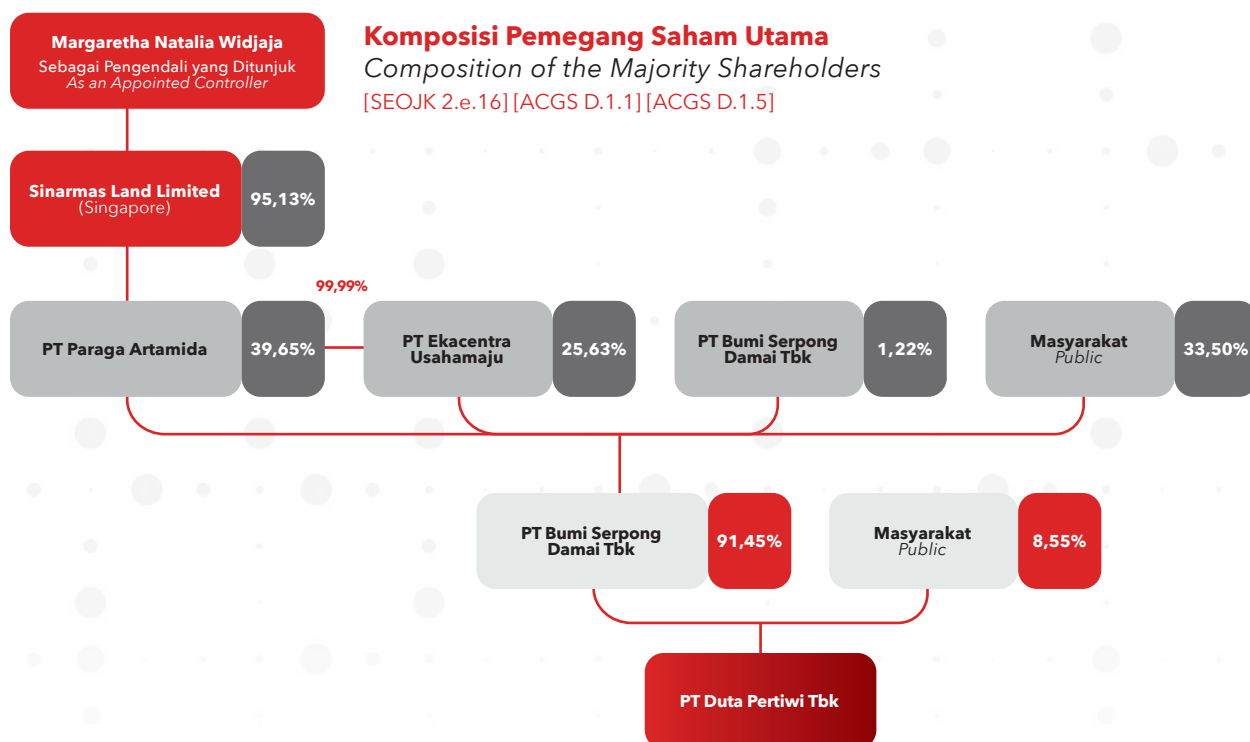 Margaretha Natalia Widjaja
Sebagai Pengendali yang Ditunjuk
As an Appointed Controller
Komposisi Pemegang Saham Utama
Composition of the Majority Shareholders
[SEOJK 2.e.16] [ACGS D.1.1] [ACGS D.1.5]
Sinarmas Land Limited
(Singapore)
95,13%
99,99%
PT Paraga Artamida
39,65%
PT Ekacentra
Usahamaju
25,63%
PT Bumi Serpong
Damai Tbk
1,22%
Masyarakat
Public
33,50%
PT Bumi Serpong
Damai Tbk
91,45%
Masyarakat
Public
8,55%
PT Duta Pertiwi Tbk